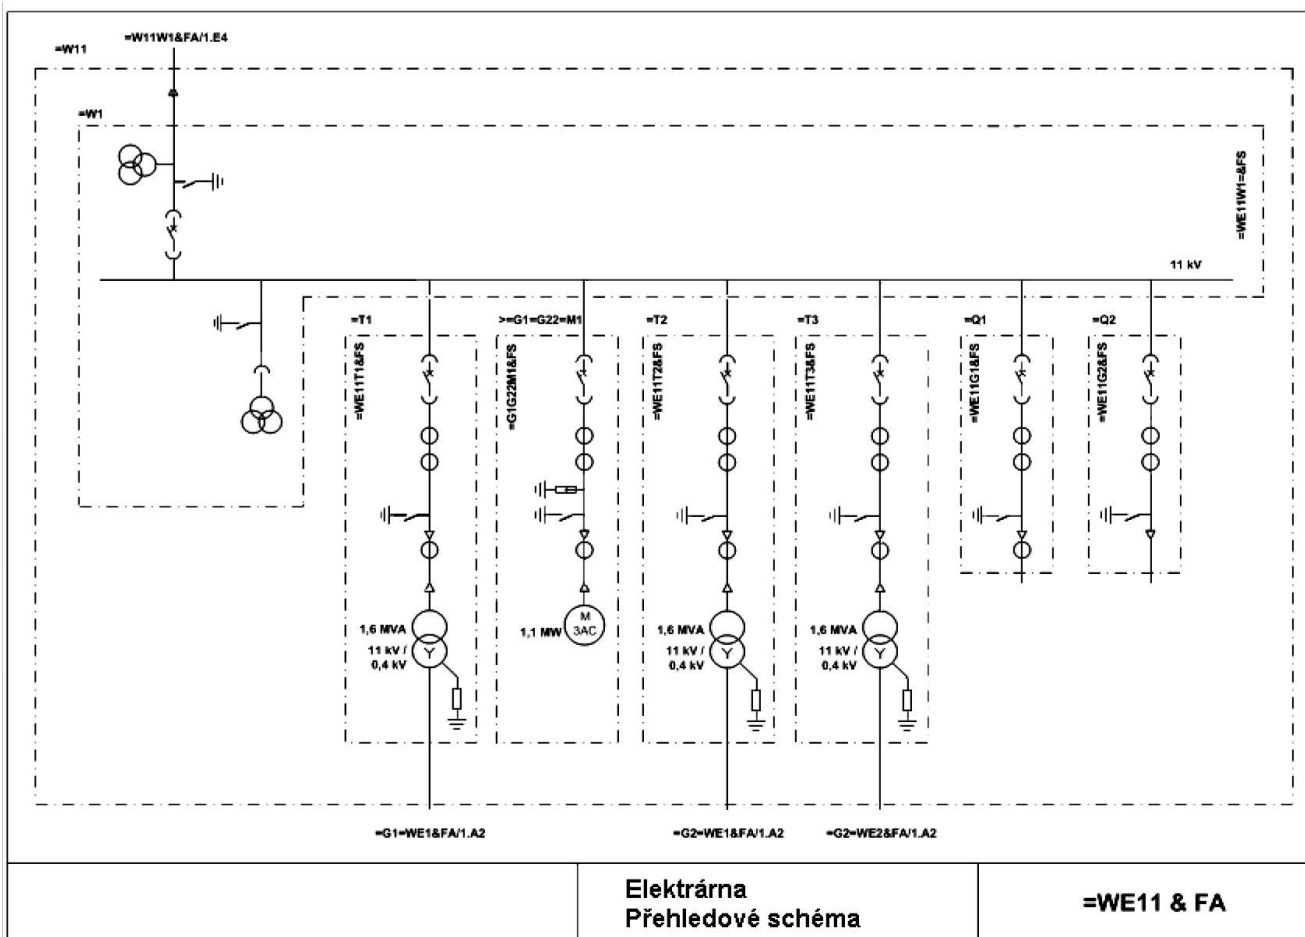 =W11W1&FA/1.E4
=W11
=W1
=WE11W1=&FS
11 kV
=T1
>=G1=G22=M1
=T2
=T3
=Q1
=Q2
=WE11T1&FS
=G1G22M1&FS
=WE11T2&FS
=WE11T3&FS
=WE11G1&FS
=WE11G2&FS
1,6 MVA
11 kV /
0,4 kV
Y
1,1 MW
M
3AC
1,6 MVA
11 kV /
0,4 kV
Y
1,6 MVA
11 kV /
0,4 kV
Y
=G1=WE1&FA/1.A2
=G2=WE1&FA/1.A2
=G2=WE2&FA/1.A2
Elektrárna
Přehledové schéma
=WE11 & FA